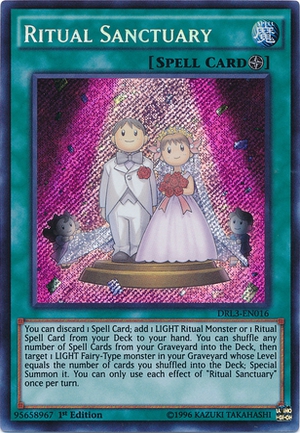 RITUAL SANCTUARY
SPELL
[SPELL CARD]
DRL3-EN016
You can discard 1 Spell Card; add 1 LIGHT Ritual Monster or 1 Ritual
Spell Card from your Deck to your hand. You can shuffle any
number of Spell Cards from your Graveyard into the Deck, then
target 1 LIGHT Fairy-Type monster in your Graveyard whose Level
equals the number of cards you shuffled into the Deck; Special
Summon it. You can only use each effect of "Ritual Sanctuary"
once per turn.
95658967
1st Edition
©1996 KAZUKI TAKAHASHI